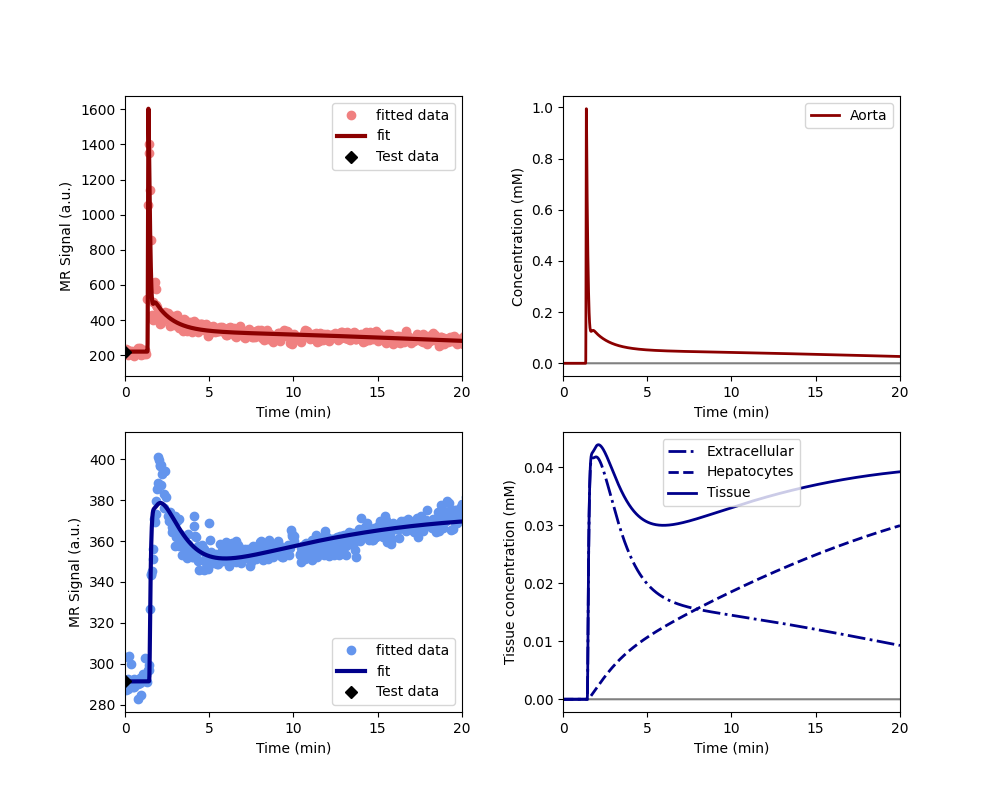 MR Signal (a.u.)
1600
1400
1200
1000
800
600
400
200
fitted data
fit
Test data
0
5
10
15
20
Time (min)
Concentration (mM)
1.0
0.8
0.6
0.4
0.2
0.0
Aorta
0
5
10
15
20
Time (min)
MR Signal (a.u.)
400
380
360
340
320
300
280
fitted data
fit
Test data
0
5
10
15
20
Time (min)
Tissue concentration (mM)
0.04
0.03
0.02
0.01
0.00
Extracellular
Hepatocytes
Tissue
0
5
10
15
20
Time (min)